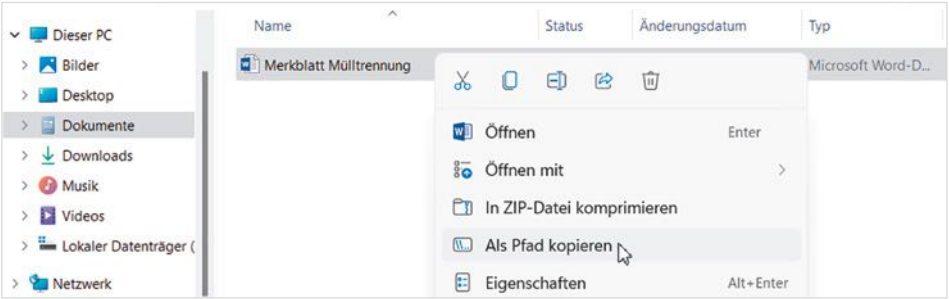 Dieser PC
Bilder
Desktop
Dokumente
Downloads
Musik
Videos
Lokaler Datenträger (
Netzwerk
Name Status Änderungsdatum Typ
Merkblatt Mülltrennung Microsoft Word-D...
Öffnen Enter
Öffnen mit
In ZIP-Datei komprimieren
Als Pfad kopieren
Eigenschaften Alt+Enter